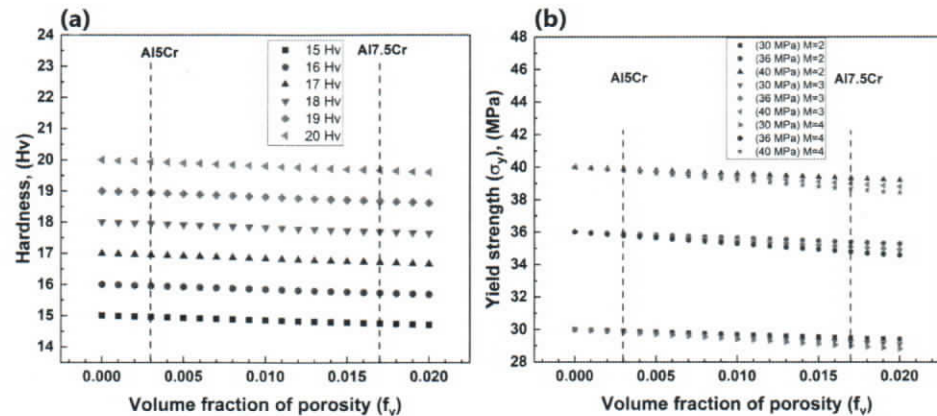 (a)
Al5Cr
Al7.5Cr
15 Hv
16 Hv
17 Hv
18 Hv
19 Hv
20 Hv
24
23
22
21
20
19
18
17
16
15
14
Hardness, (Hv)
0.000 0.005 0.010 0.015 0.020
Volume fraction of porosity (fᵥ)
(b)
(30 MPa) M=2
(36 MPa) M=2
(40 MPa) M=2
(30 MPa) M=3
(36 MPa) M=3
(40 MPa) M=3
(30 MPa) M=4
(36 MPa) M=4
(40 MPa) M=4
Al5Cr
Al7.5Cr
48
46
44
42
40
38
36
34
32
30
28
Yield strength (σy), (MPa)
0.000 0.005 0.010 0.015 0.020
Volume fraction of porosity (fᵥ)